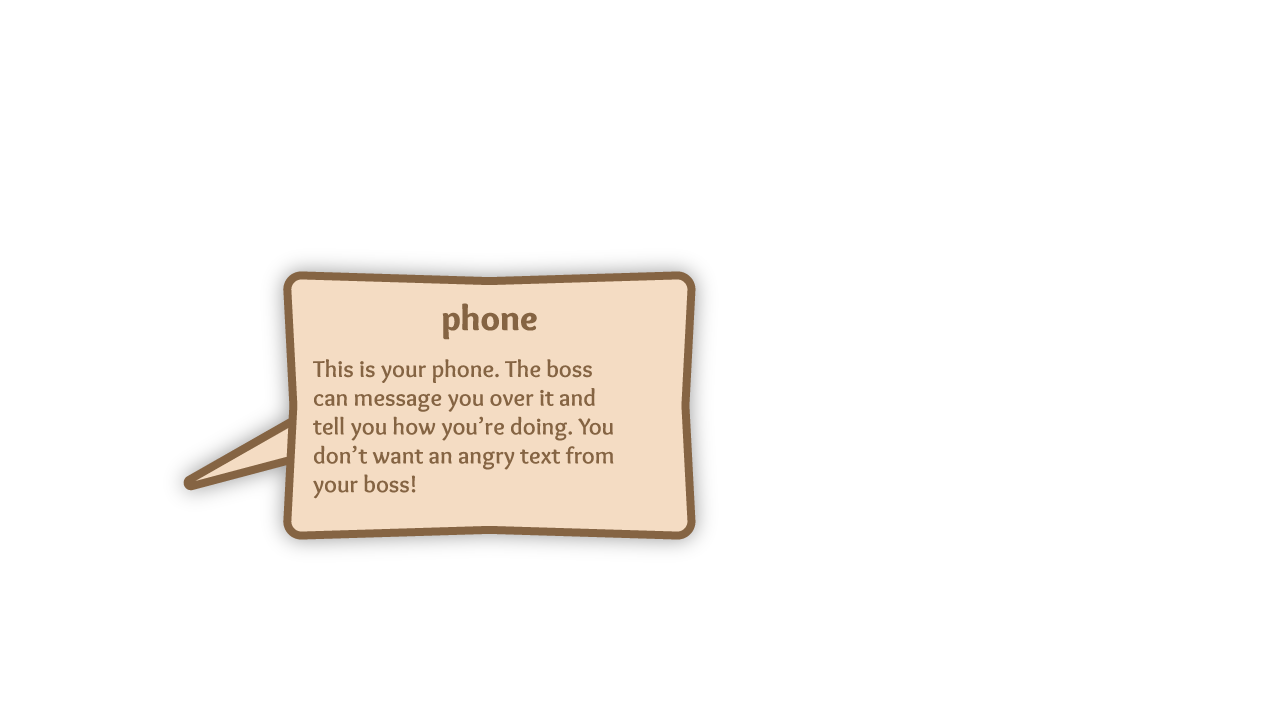 phone
This is your phone. The boss
can message you over it and
tell you how you’re doing. You
don’t want an angry text from
your boss!